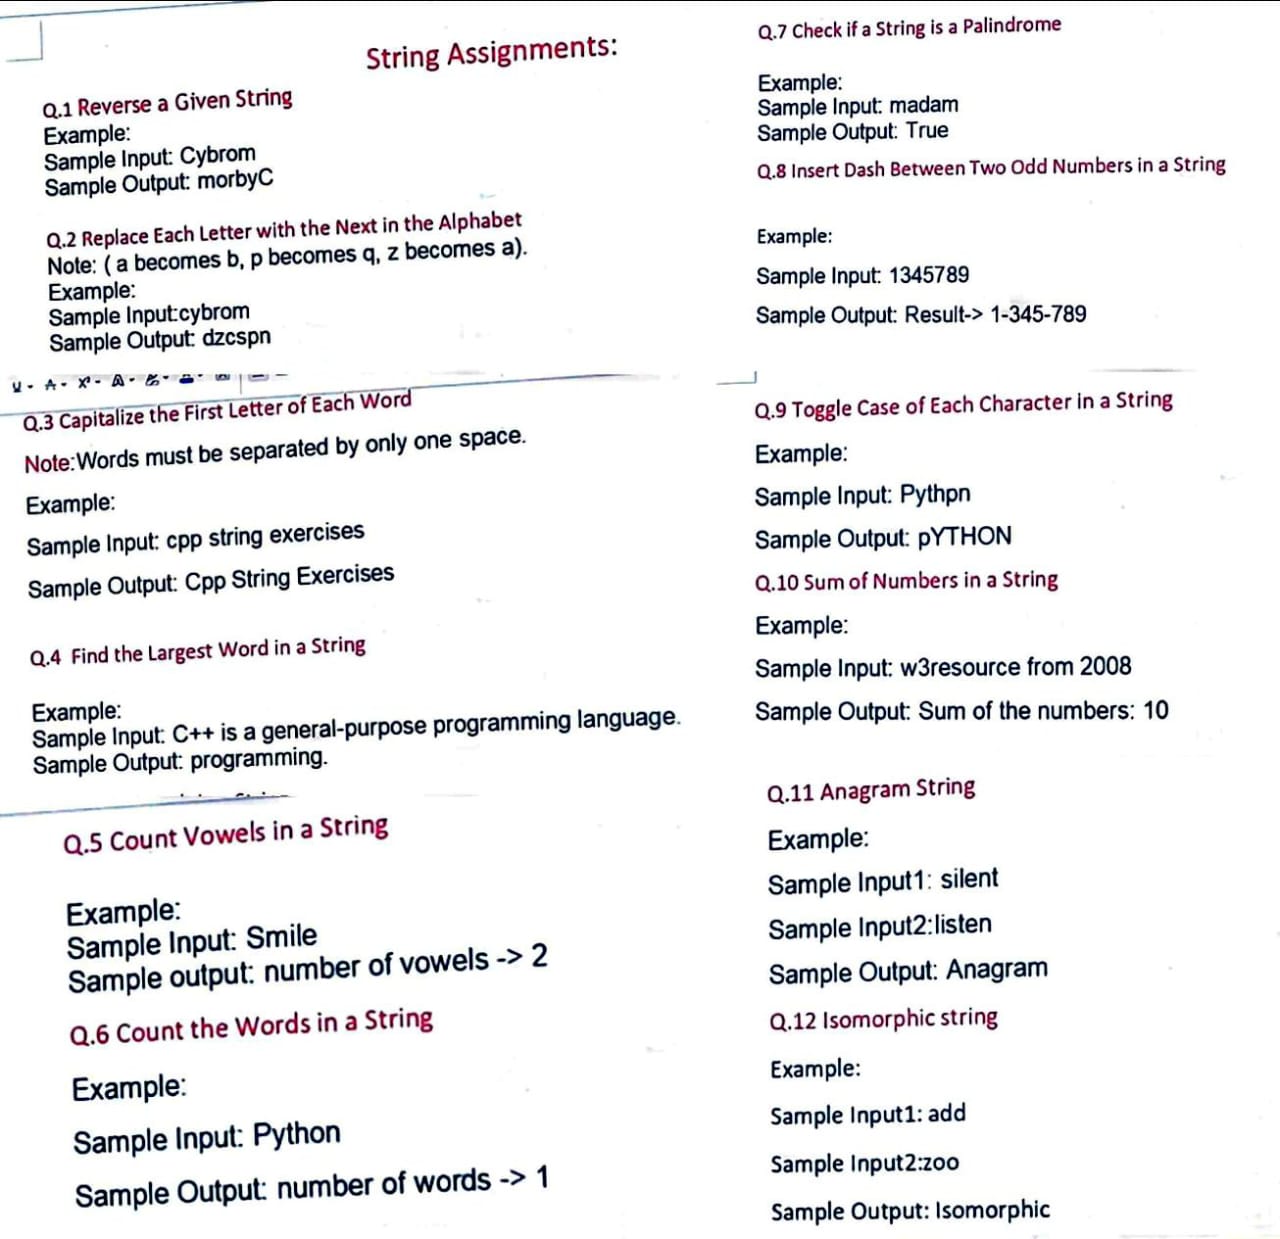 String Assignments:
Q.1 Reverse a Given String
Example:
Sample Input: Cybrom
Sample Output: morbyC
Q.2 Replace Each Letter with the Next in the Alphabet
Note: ( a becomes b, p becomes q, z becomes a).
Example:
Sample Input:cybrom
Sample Output: dzcspn
Q.3 Capitalize the First Letter of Each Word
Note:Words must be separated by only one space.
Example:
Sample Input: cpp string exercises
Sample Output: Cpp String Exercises
Q.4 Find the Largest Word in a String
Example:
Sample Input: C++ is a general-purpose programming language.
Sample Output: programming.
Q.5 Count Vowels in a String
Example:
Sample Input: Smile
Sample output: number of vowels -> 2
Q.6 Count the Words in a String
Example:
Sample Input: Python
Sample Output: number of words -> 1
Q.7 Check if a String is a Palindrome
Example:
Sample Input: madam
Sample Output: True
Q.8 Insert Dash Between Two Odd Numbers in a String
Example:
Sample Input: 1345789
Sample Output: Result-> 1-345-789
Q.9 Toggle Case of Each Character in a String
Example:
Sample Input: Pythpn
Sample Output: pYTHON
Q.10 Sum of Numbers in a String
Example:
Sample Input: w3resource from 2008
Sample Output: Sum of the numbers: 10
Q.11 Anagram String
Example:
Sample Input1: silent
Sample Input2:listen
Sample Output: Anagram
Q.12 Isomorphic string
Example:
Sample Input1: add
Sample Input2:zoo
Sample Output: Isomorphic